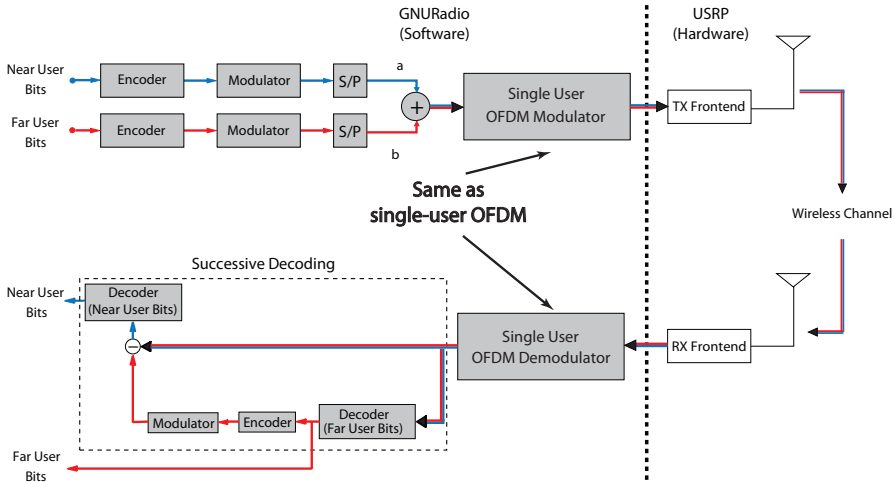 GNURadio
(Software)
USRP
(Hardware)
Near User
Bits
Encoder
Modulator
S/P
a
Far User
Bits
Encoder
Modulator
S/P
b
+
Single User
OFDM Modulator
TX Frontend
Same as
single-user OFDM
Wireless Channel
Successive Decoding
Near User
Bits
Decoder
(Near User Bits)
−
Single User
OFDM Demodulator
RX Frontend
Modulator
Encoder
Decoder
(Far User Bits)
Far User
Bits